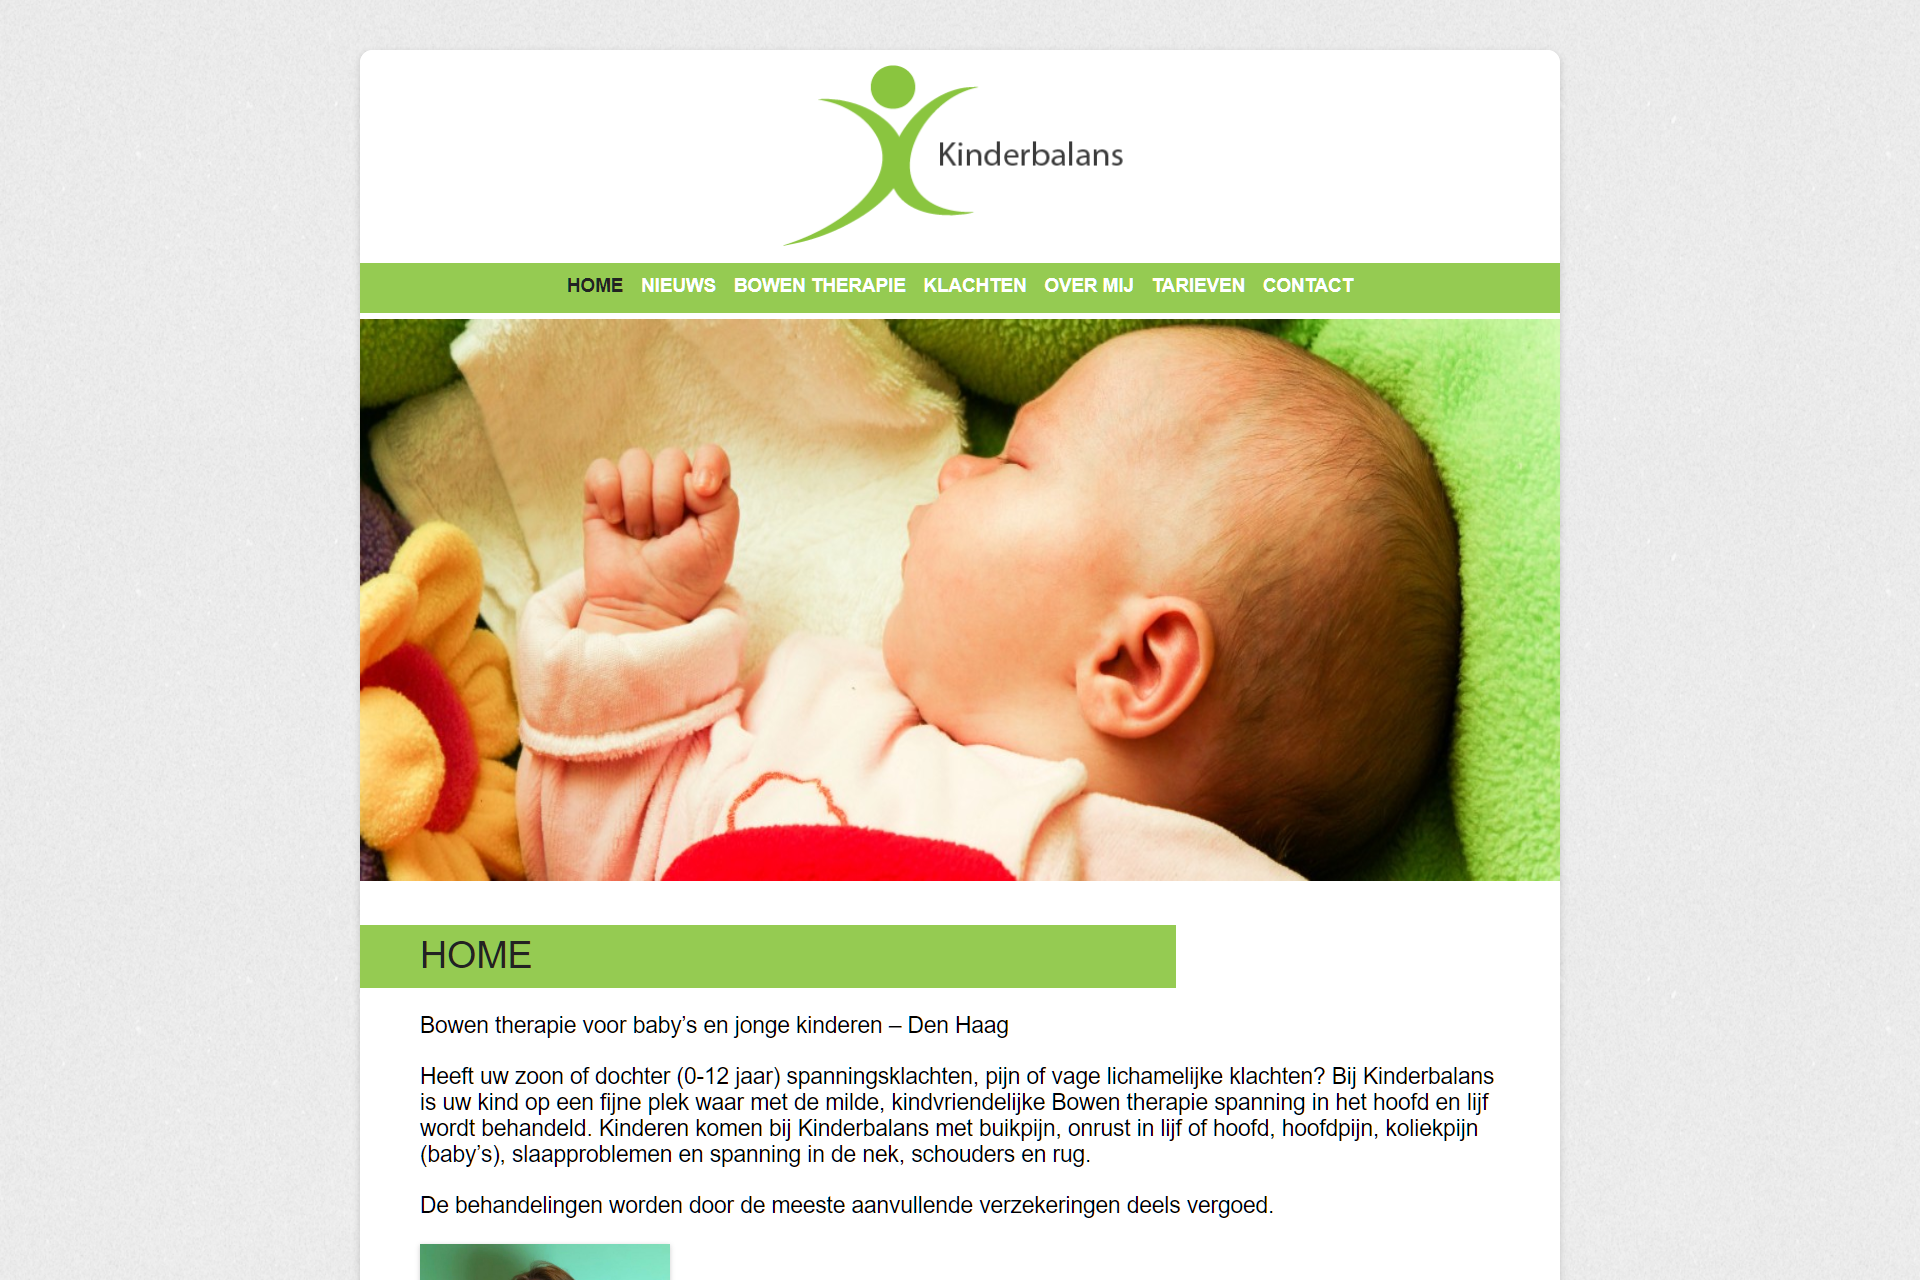 Kinderbalans
HOME NIEUWS BOWEN THERAPIE KLACHTEN OVER MIJ TARIEVEN CONTACT
HOME
Bowen therapie voor baby’s en jonge kinderen – Den Haag
Heeft uw zoon of dochter (0-12 jaar) spanningsklachten, pijn of vage lichamelijke klachten? Bij Kinderbalans
is uw kind op een fijne plek waar met de milde, kindvriendelijke Bowen therapie spanning in het hoofd en lijf
wordt behandeld. Kinderen komen bij Kinderbalans met buikpijn, onrust in lijf of hoofd, hoofdpijn, koliekpijn
(baby’s), slaapproblemen en spanning in de nek, schouders en rug.
De behandelingen worden door de meeste aanvullende verzekeringen deels vergoed.